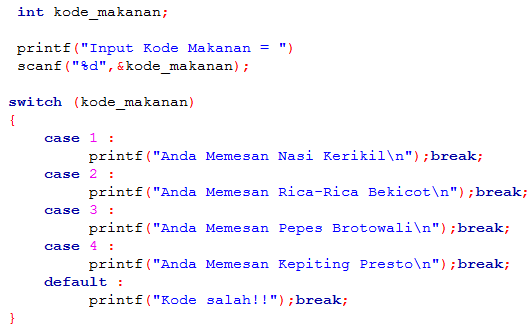 int kode_makanan;
printf("Input Kode Makanan = ")
scanf("%d",&kode_makanan);
switch (kode_makanan)
{
case 1 :
printf("Anda Memesan Nasi Kerikil\n");break;
case 2 :
printf("Anda Memesan Rica-Rica Bekicot\n");break;
case 3 :
printf("Anda Memesan Pepes Brotowali\n");break;
case 4 :
printf("Anda Memesan Kepiting Presto\n");break;
default :
printf("Kode salah!!");break;
}